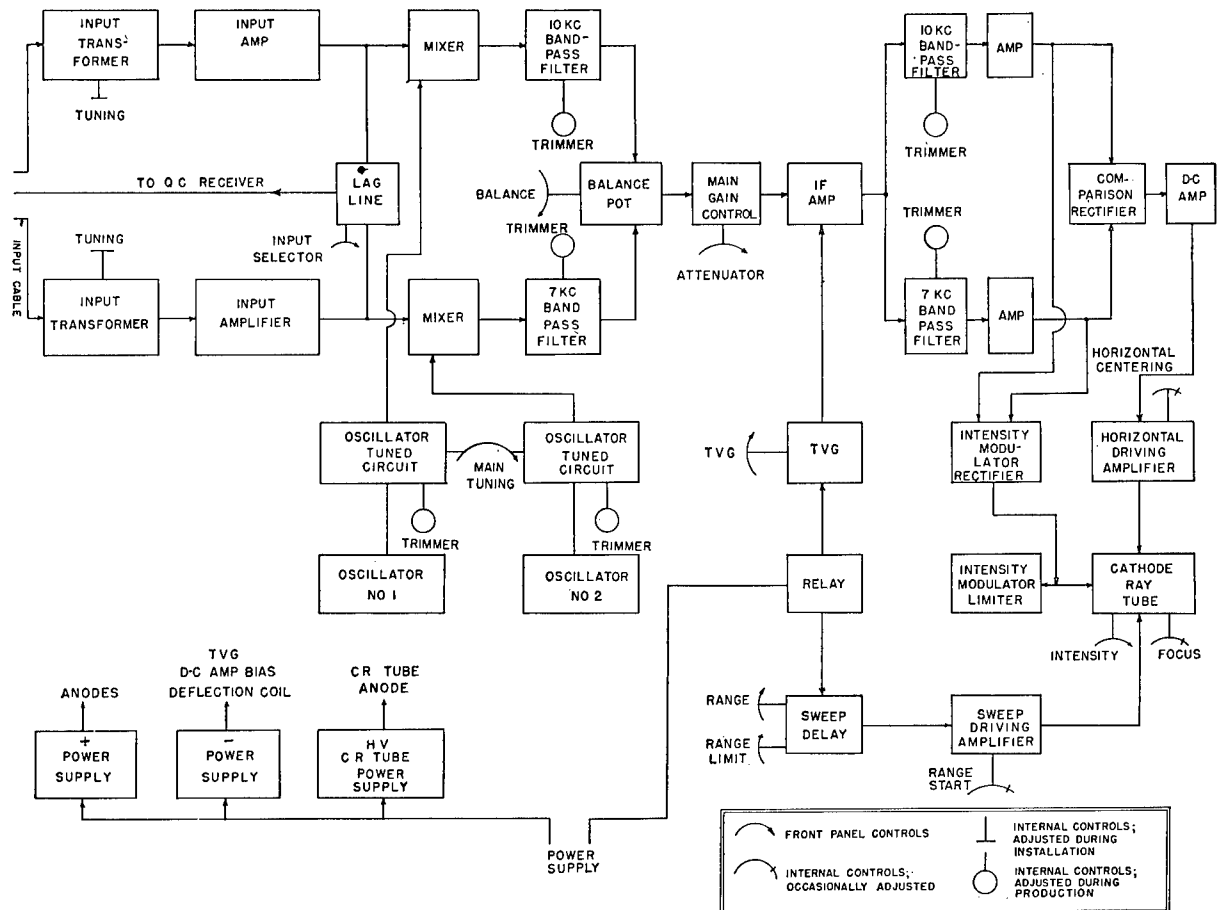 INPUT
TRANS-
FORMER
TUNING
INPUT
AMP
MIXER
10 KC
BAND-
PASS
FILTER
TRIMMER
10 KC
BAND-
PASS
FILTER
TRIMMER
AMP
TO QC RECEIVER
LAG
LINE
INPUT
SELECTOR
BALANCE
BALANCE
POT
MAIN
GAIN
CONTROL
ATTENUATOR
IF
AMP
COM-
PARISON
RECTIFIER
D-C
AMP
INPUT CABLE
TUNING
INPUT
TRANSFORMER
INPUT
AMPLIFIER
MIXER
TRIMMER
7 KC
BAND
PASS
FILTER
TRIMMER
7 KC
BAND
PASS
FILTER
AMP
HORIZONTAL
CENTERING
OSCILLATOR
TUNED
CIRCUIT
MAIN
TUNING
OSCILLATOR
TUNED
CIRCUIT
TRIMMER
TRIMMER
TVG
TVG
INTENSITY
MODU-
LATOR
RECTIFIER
HORIZONTAL
DRIVING
AMPLIFIER
OSCILLATOR
NO 1
OSCILLATOR
NO 2
RELAY
INTENSITY
MODULATOR
LIMITER
CATHODE
RAY
TUBE
INTENSITY
FOCUS
ANODES
+
POWER
SUPPLY
TVG
D-C AMP BIAS
DEFLECTION COIL
-
POWER
SUPPLY
CR TUBE
ANODE
HV
CR TUBE
POWER
SUPPLY
RANGE
RANGE
LIMIT
SWEEP
DELAY
SWEEP
DRIVING
AMPLIFIER
RANGE
START
POWER
SUPPLY
FRONT PANEL CONTROLS
INTERNAL CONTROLS;
OCCASIONALLY ADJUSTED
INTERNAL CONTROLS;
ADJUSTED DURING
INSTALLATION
INTERNAL CONTROLS;
ADJUSTED DURING
PRODUCTION